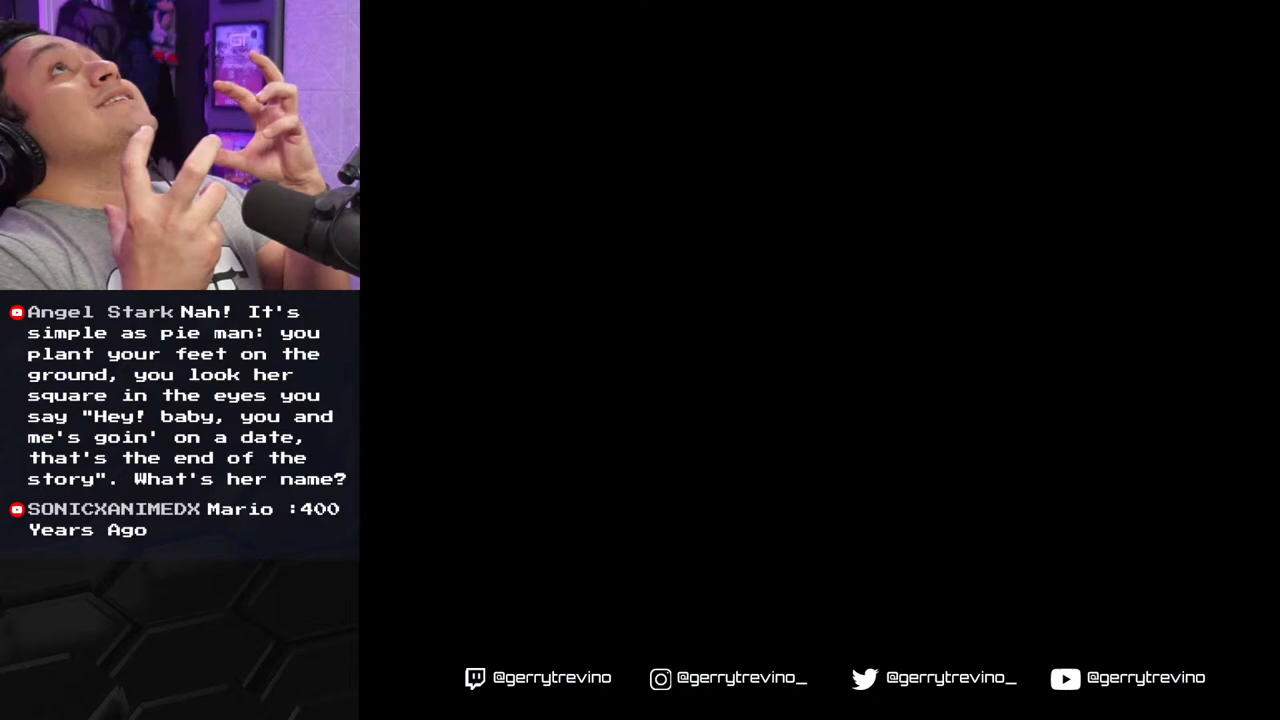 Angel Stark Nah! It's
simple as pie man: you
plant your feet on the
ground, you look her
square in the eyes you
say "Hey! baby, you and
me's goin' on a date,
that's the end of the
story". What's her name?
SONICXANIMEDX Mario :400
Years Ago
@gerrytrevino @gerrytrevino_ @gerrytrevino_ @gerrytrevino